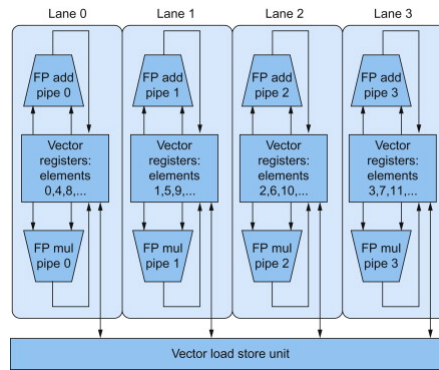 Lane 0
Lane 1
Lane 2
Lane 3
FP add
pipe 0
FP add
pipe 1
FP add
pipe 2
FP add
pipe 3
Vector
registers:
elements
0,4,8,...
Vector
registers:
elements
1,5,9,...
Vector
registers:
elements
2,6,10,...
Vector
registers:
elements
3,7,11,...
FP mul
pipe 0
FP mul
pipe 1
FP mul
pipe 2
FP mul
pipe 3
Vector load store unit